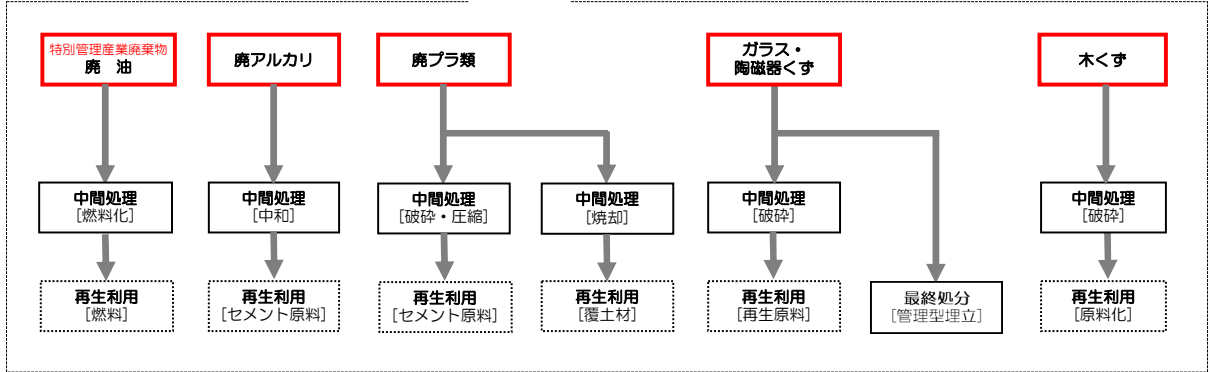 特別管理産業廃棄物
廃　油
廃アルカリ
廃プラ類
ガラス・
陶磁器くず
木くず
中間処理
[燃料化]
中間処理
[中和]
中間処理
[破砕・圧縮]
中間処理
[焼却]
中間処理
[破砕]
中間処理
[破砕]
再生利用
[燃料]
再生利用
[セメント原料]
再生利用
[セメント原料]
再生利用
[覆土材]
再生利用
[再生原料]
最終処分
[管理型埋立]
再生利用
[原料化]